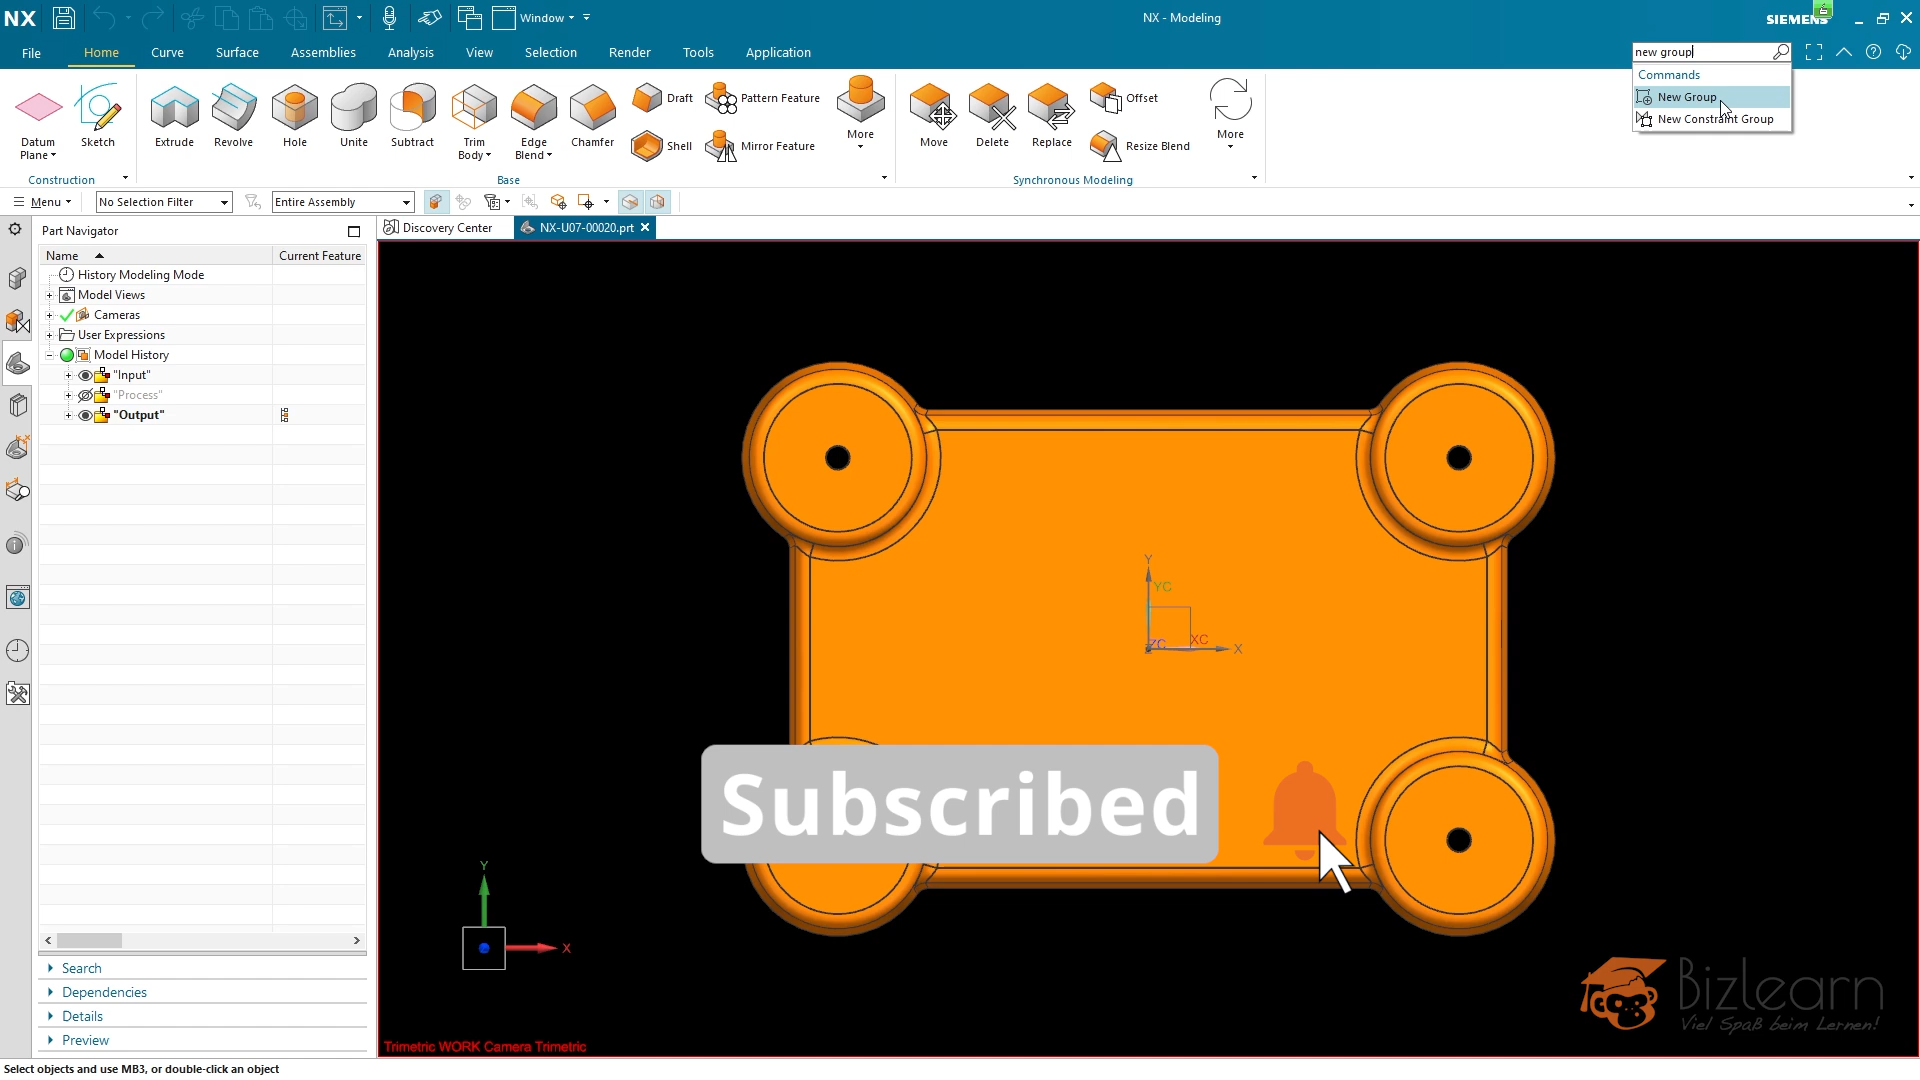 NX
Window
NX - Modeling
SIEMENS
File
Home
Curve
Surface
Assemblies
Analysis
View
Selection
Render
Tools
Application
new group
Commands
New Group
New Constraint Group
Datum
Plane
Sketch
Extrude
Revolve
Hole
Unite
Subtract
Trim
Body
Edge
Blend
Chamfer
Draft
Shell
Pattern Feature
Mirror Feature
More
Move
Delete
Replace
Offset
Resize Blend
More
Construction
Base
Synchronous Modeling
Menu
No Selection Filter
Entire Assembly
Part Navigator
Discovery Center
NX-U07-00020.prt
Name
Current Feature
History Modeling Mode
Model Views
Cameras
User Expressions
Model History
"Input"
"Process"
"Output"
Y
YC
ZC
XC
X
Subscribed
Y
X
Search
Dependencies
Details
Preview
Bizlearn
Viel Spaß beim Lernen!
Trimetric WORK Camera Trimetric
Select objects and use MB3, or double-click an object